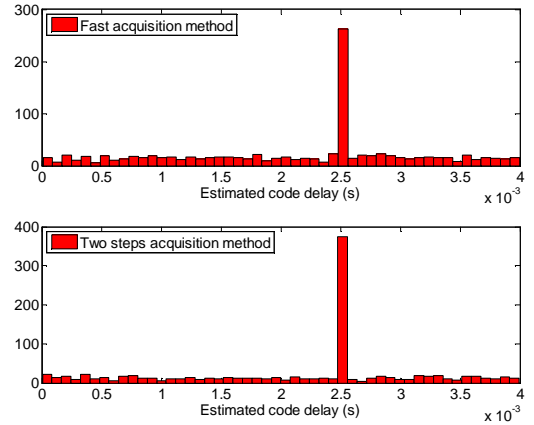 300
Fast acquisition method
200
100
0
0 0.5 1 1.5 2 2.5 3 3.5 4
Estimated code delay (s)
x 10-3
400
Two steps acquisition method
300
200
100
0
0 0.5 1 1.5 2 2.5 3 3.5 4
Estimated code delay (s)
x 10-3